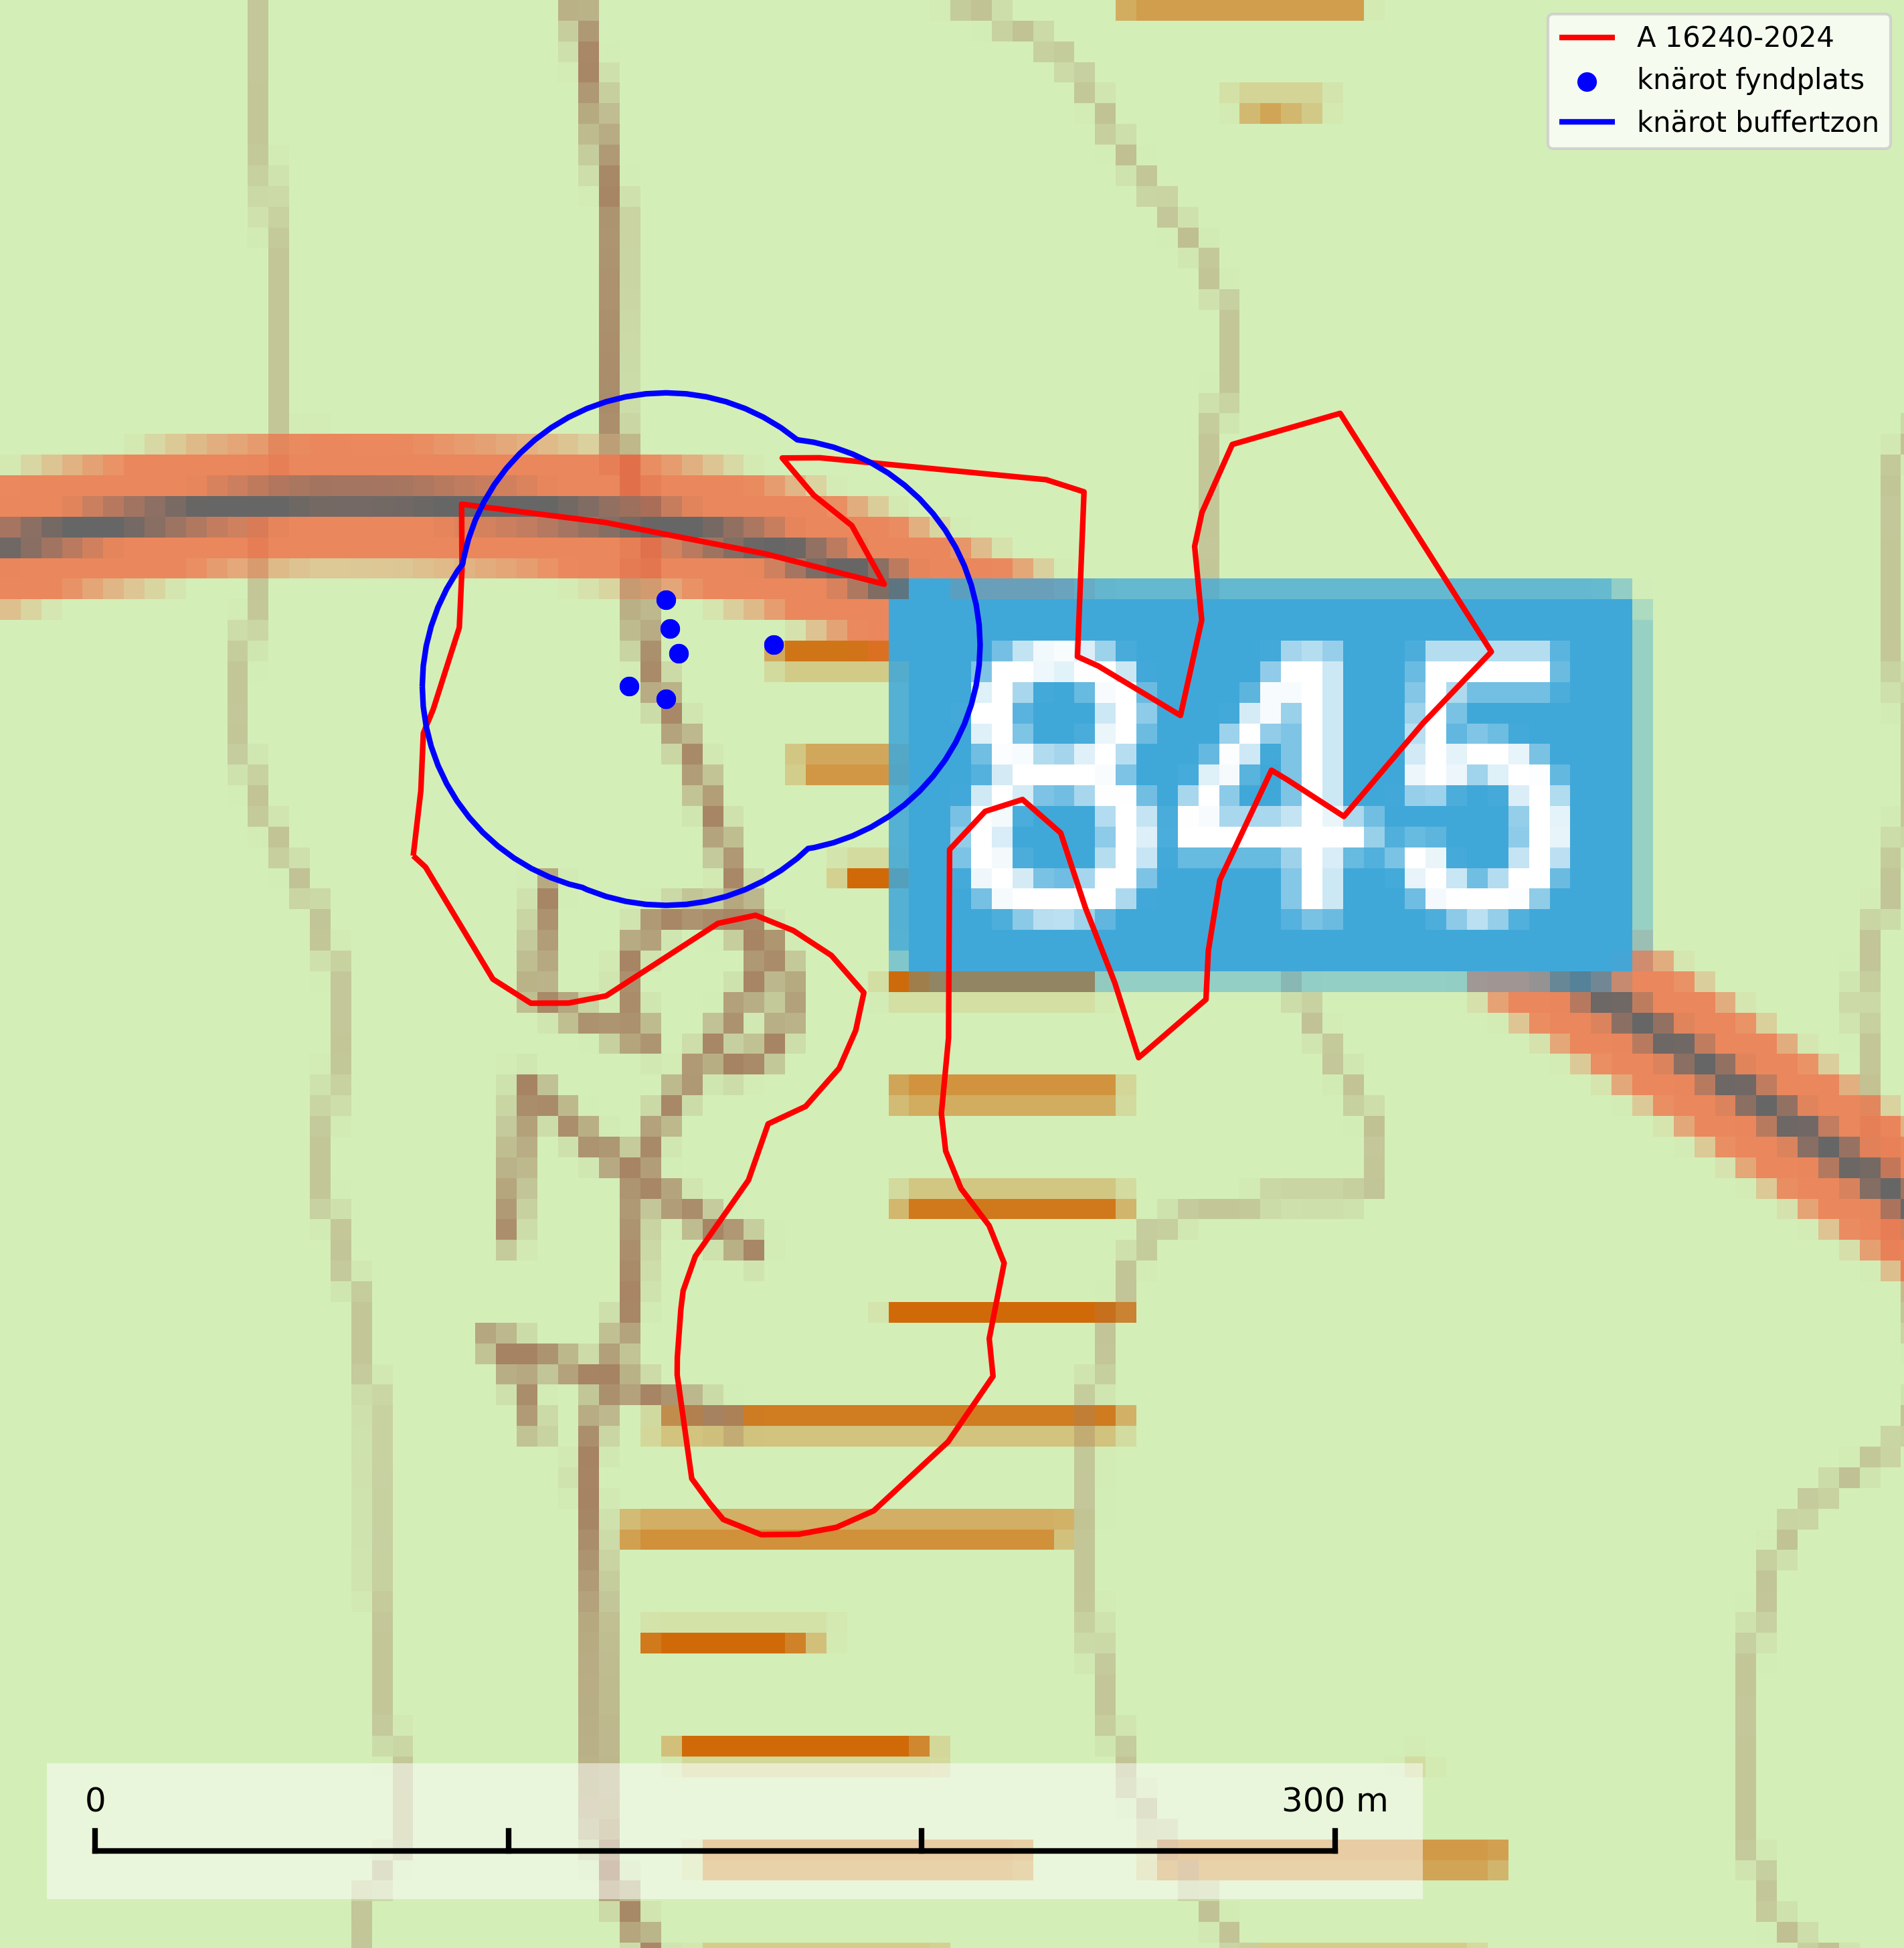 A 16240-2024
knärot fyndplats
knärot buffertzon
845
0 300 m